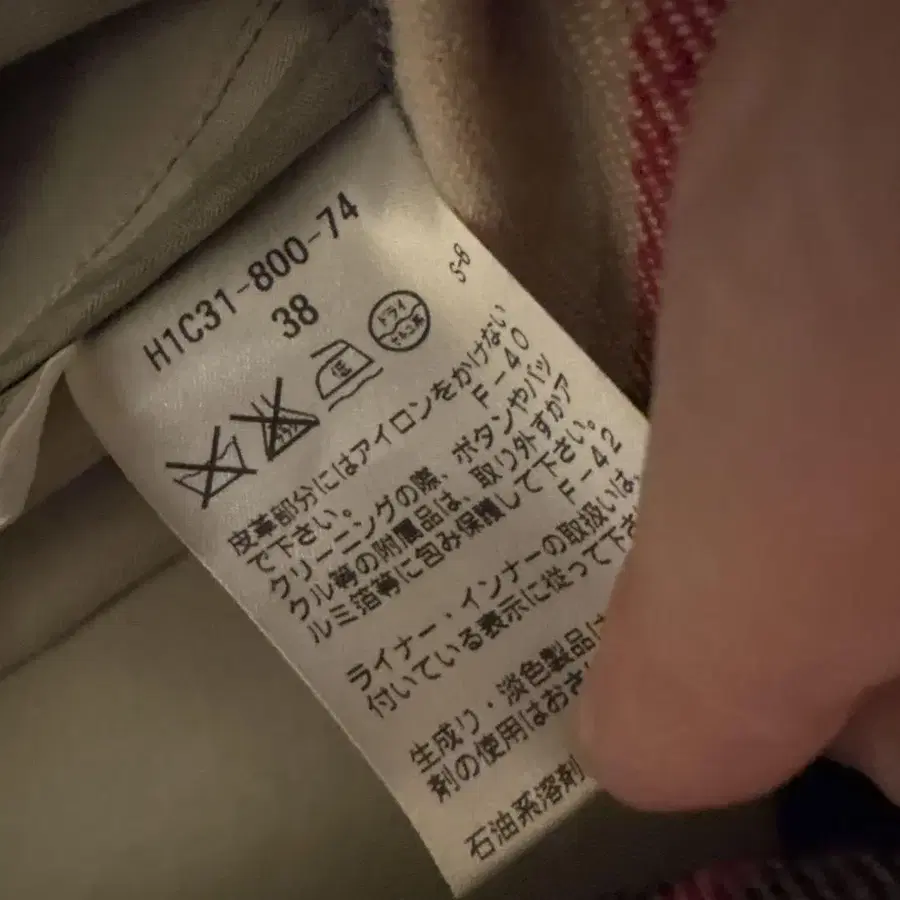 H1C31-800-74
38
中
ドライ
セキユ系
S-8
皮革部分にはアイロンをかけない
で下さい。 F-40
クリーニングの際、ボタンやバッ
クル等の附属品は、取り外すかア
ルミ箔等に包み保護して下さい。
F-42
ライナー・インナーの取扱いは、
付いている表示に従って下さ
生成り・淡色製品は
剤の使用はおさ
石油系溶剤